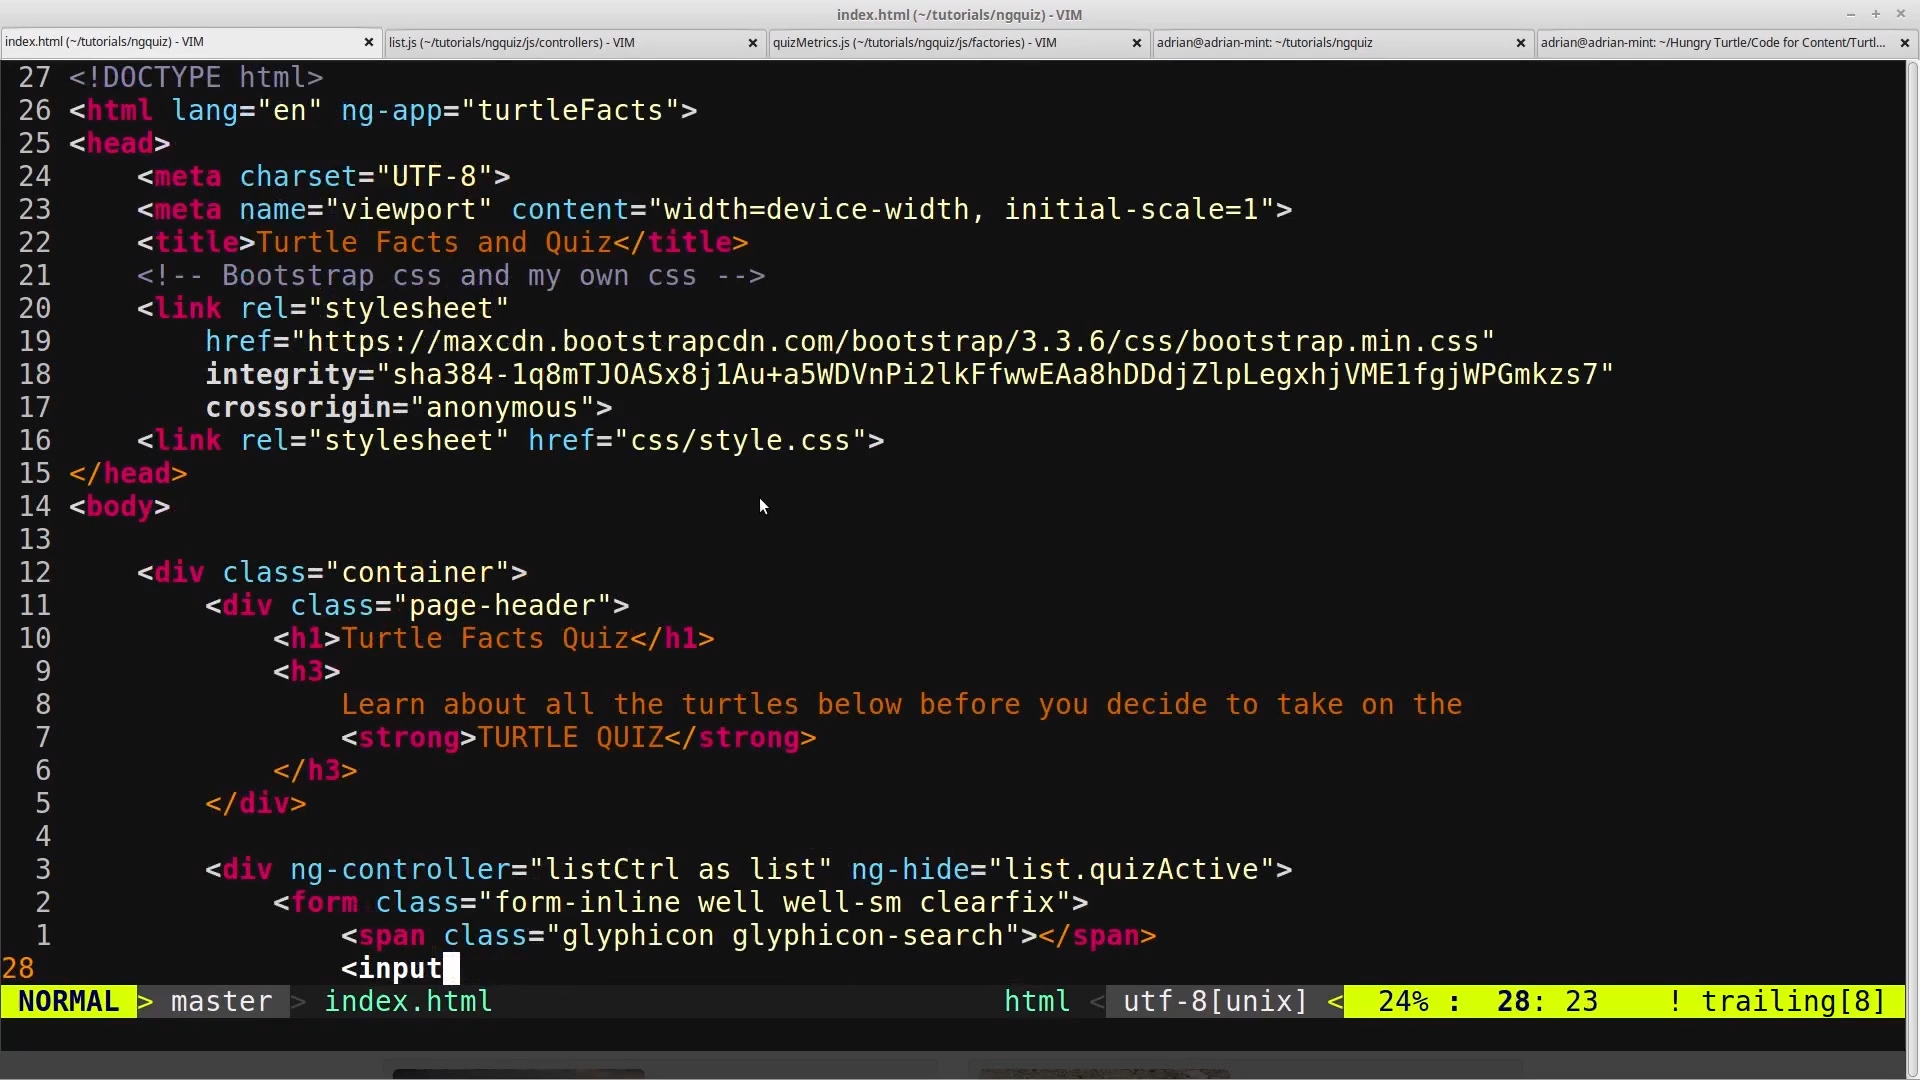 index.html (~/tutorials/ngquiz) - VIM
index.html (~/tutorials/ngquiz) - VIM
list.js (~/tutorials/ngquiz/js/controllers) - VIM
quizMetrics.js (~/tutorials/ngquiz/js/factories) - VIM
adrian@adrian-mint: ~/tutorials/ngquiz
adrian@adrian-mint: ~/Hungry Turtle/Code for Content/Turtl...
27 <!DOCTYPE html>
26 <html lang="en" ng-app="turtleFacts">
25 <head>
24     <meta charset="UTF-8">
23     <meta name="viewport" content="width=device-width, initial-scale=1">
22     <title>Turtle Facts and Quiz</title>
21     <!-- Bootstrap css and my own css -->
20     <link rel="stylesheet"
19         href="https://maxcdn.bootstrapcdn.com/bootstrap/3.3.6/css/bootstrap.min.css"
18         integrity="sha384-1q8mTJOASx8j1Au+a5WDVnPi2lkFfwwEAa8hDDdjZlpLegxhjVME1fgjWPGmkzs7"
17         crossorigin="anonymous">
16     <link rel="stylesheet" href="css/style.css">
15 </head>
14 <body>
13
12     <div class="container">
11         <div class="page-header">
10             <h1>Turtle Facts Quiz</h1>
9             <h3>
8                 Learn about all the turtles below before you decide to take on the
7                 <strong>TURTLE QUIZ</strong>
6             </h3>
5         </div>
4
3         <div ng-controller="listCtrl as list" ng-hide="list.quizActive">
2             <form class="form-inline well well-sm clearfix">
1                 <span class="glyphicon glyphicon-search"></span>
28                 <input
NORMAL > master > index.html html < utf-8[unix] < 24% : 28: 23 ! trailing[8]